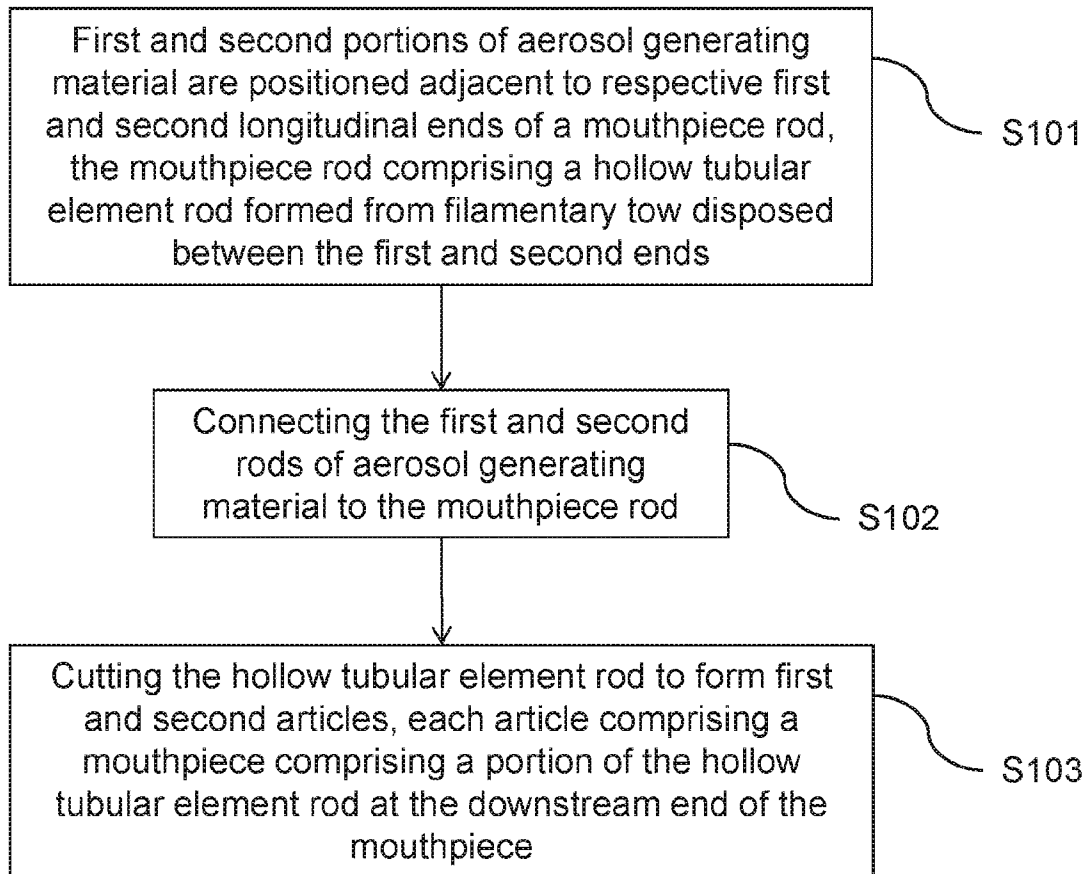 First and second portions of aerosol generating
material are positioned adjacent to respective first
and second longitudinal ends of a mouthpiece rod,
the mouthpiece rod comprising a hollow tubular
element rod formed from filamentary tow disposed
between the first and second ends
S101
Connecting the first and second
rods of aerosol generating
material to the mouthpiece rod
S102
Cutting the hollow tubular element rod to form first
and second articles, each article comprising a
mouthpiece comprising a portion of the hollow
tubular element rod at the downstream end of the
mouthpiece
S103